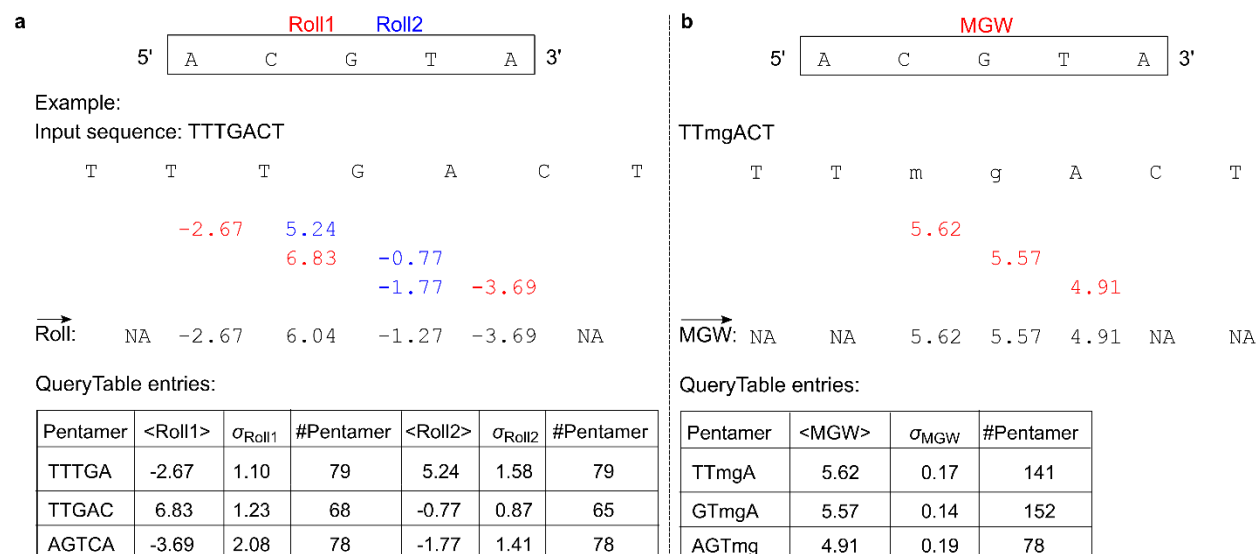 a
Roll1 Roll2
5' A C G T A 3'
Example:
Input sequence: TTTGACT
T T T G A C T
-2.67 5.24
6.83 -0.77
-1.77 -3.69
Roll: NA -2.67 6.04 -1.27 -3.69 NA
QueryTable entries:
Pentamer <Roll1> σRoll1 #Pentamer <Roll2> σRoll2 #Pentamer
TTTGA -2.67 1.10 79 5.24 1.58 79
TTGAC 6.83 1.23 68 -0.77 0.87 65
AGTCA -3.69 2.08 78 -1.77 1.41 78
b
MGW
5' A C G T A 3'
TTmgACT
T T m g A C T
5.62
5.57
4.91
MGW: NA NA 5.62 5.57 4.91 NA NA
QueryTable entries:
Pentamer <MGW> σMGW #Pentamer
TTmgA 5.62 0.17 141
GTmgA 5.57 0.14 152
AGTmg 4.91 0.19 78